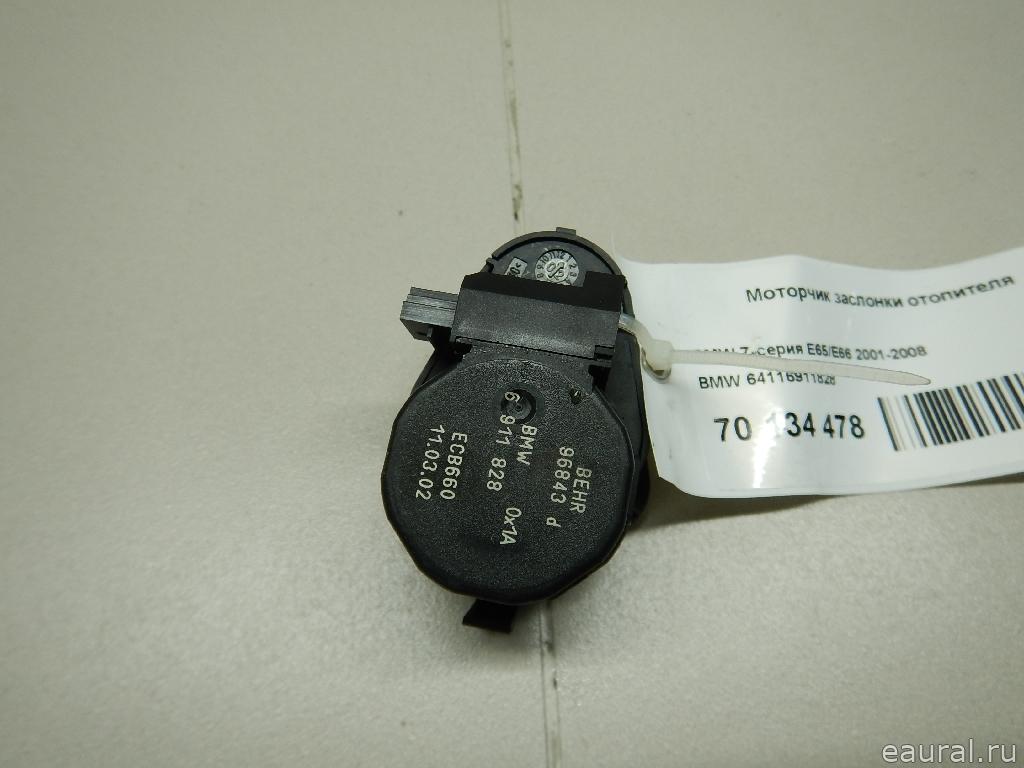 BEHR
96843 d
BMW
6 911 828 0x1A
ECB660
11.03.02
Моторчик заслонки отопителя
7-серия E65/E66 2001-2008
BMW 64116911828
70 134 478
eaural.ru